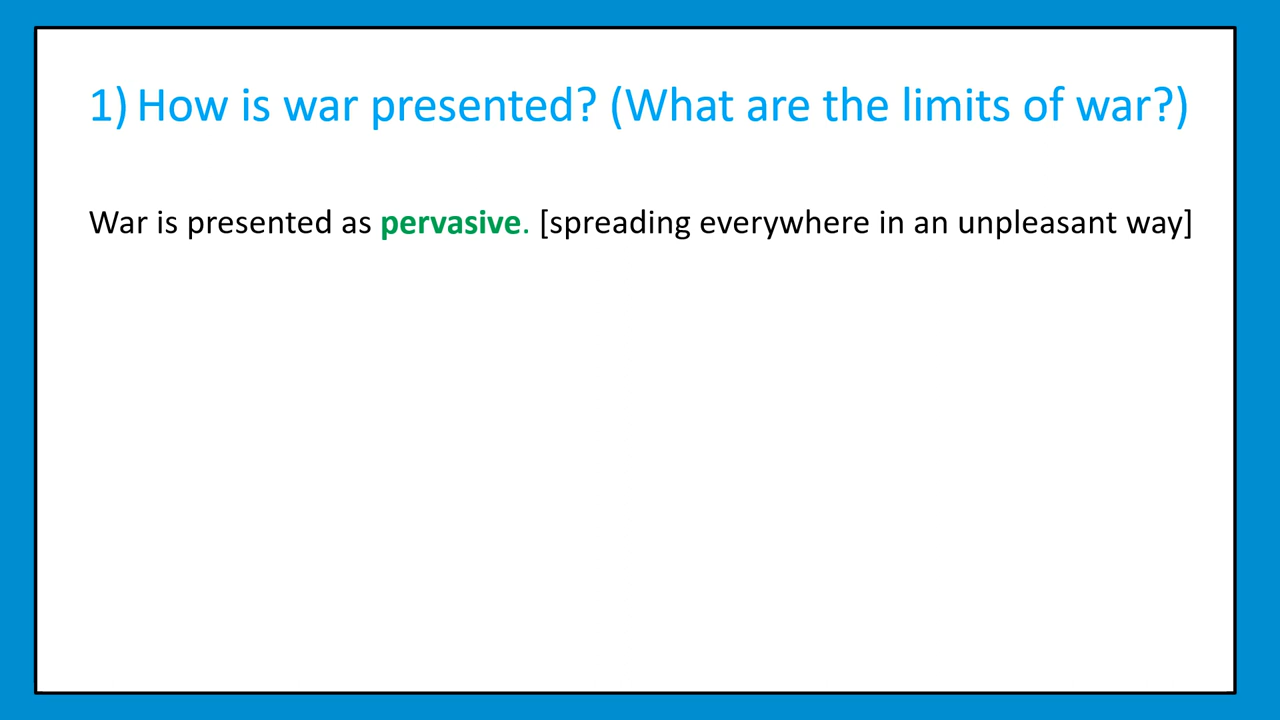 1) How is war presented? (What are the limits of war?)
War is presented as pervasive. [spreading everywhere in an unpleasant way]